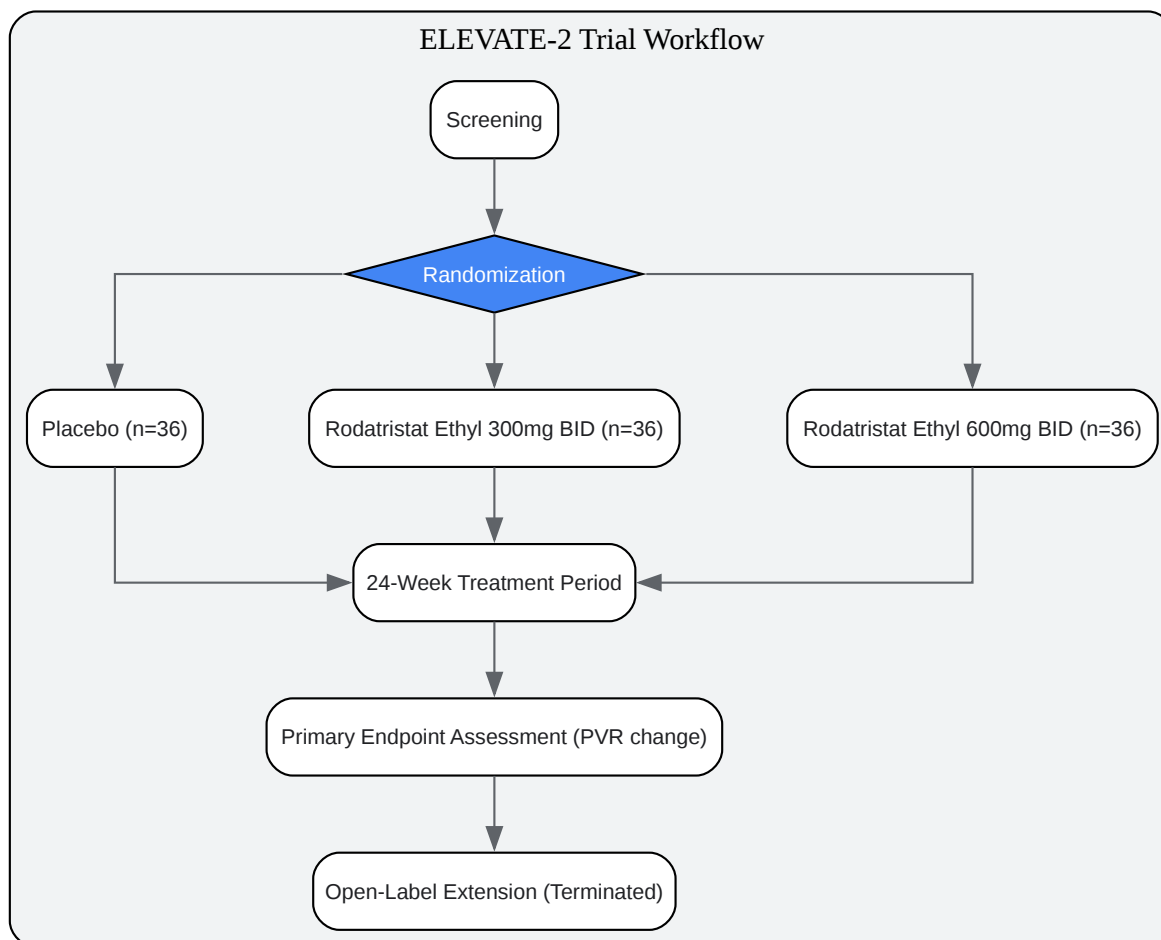 ELEVATE-2 Trial Workflow
Screening
Randomization
Placebo (n=36)
Rodatristat Ethyl 300mg BID (n=36)
Rodatristat Ethyl 600mg BID (n=36)
24-Week Treatment Period
Primary Endpoint Assessment (PVR change)
Open-Label Extension (Terminated)